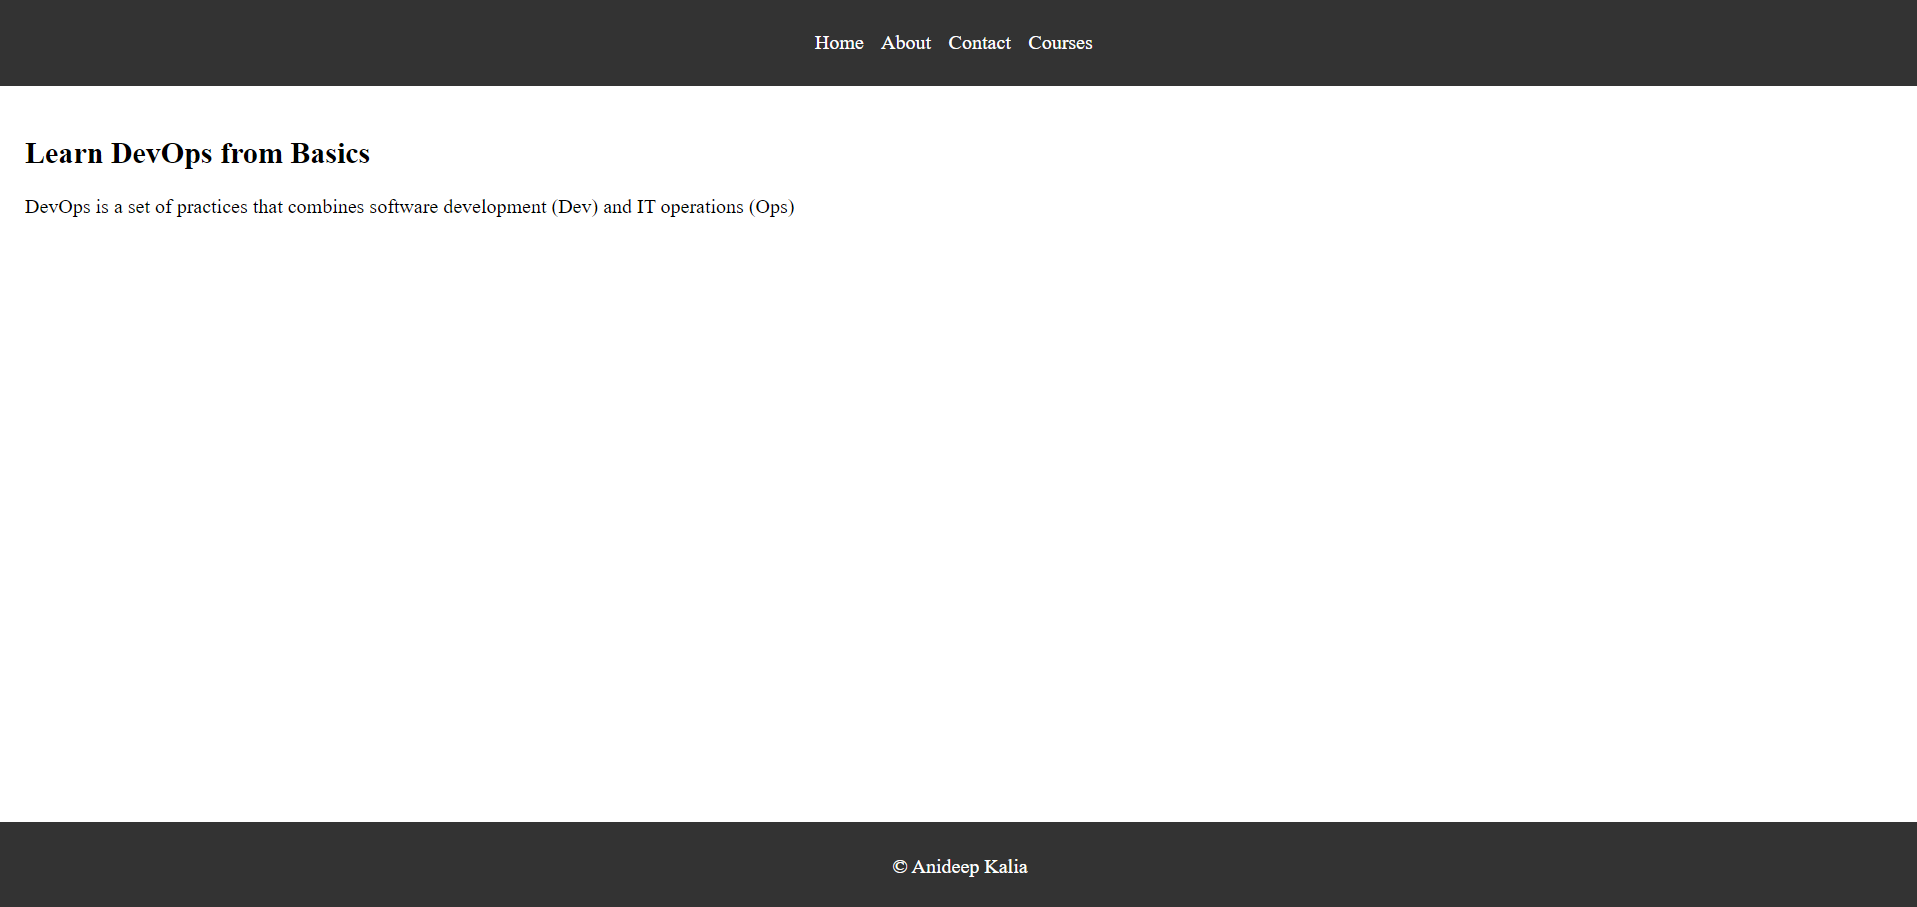 Home About Contact Courses
Learn DevOps from Basics
DevOps is a set of practices that combines software development (Dev) and IT operations (Ops)
© Anideep Kalia